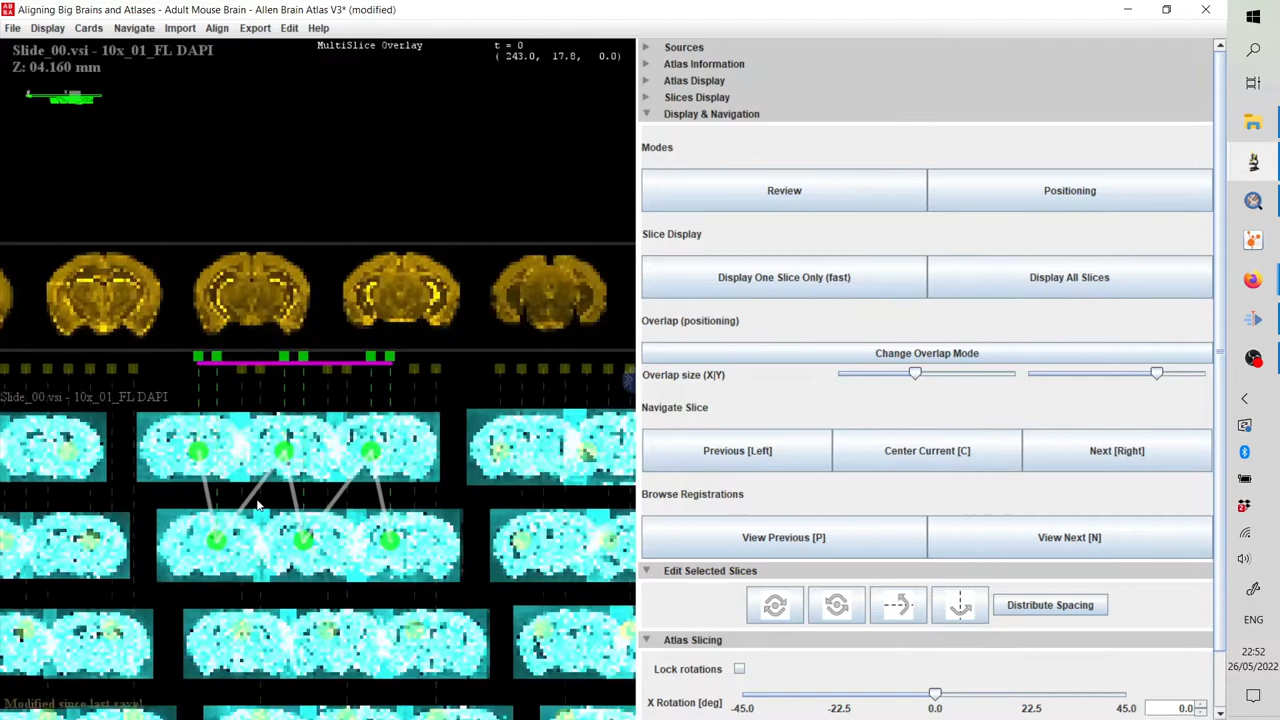 Aligning Big Brains and Atlases - Adult Mouse Brain - Allen Brain Atlas V3* (modified)
File Display Cards Navigate Import Align Export Edit Help
Slide_00.vsi - 10x_01_FL DAPI
Z: 04.160 mm
MultiSlice Overlay
t = 0
( 243.0, 17.8, 0.0)
Slide_00.vsi - 10x_01_FL DAPI
Modified since last save!
Sources
Atlas Information
Atlas Display
Slices Display
Display & Navigation
Modes
Review Positioning
Slice Display
Display One Slice Only (fast) Display All Slices
Overlap (positioning)
Change Overlap Mode
Overlap size (X|Y)
Navigate Slice
Previous [Left] Center Current [C] Next [Right]
Browse Registrations
View Previous [P] View Next [N]
Edit Selected Slices
Distribute Spacing
Atlas Slicing
Lock rotations
X Rotation [deg]
-45.0 -22.5 0.0 22.5 45.0 0.0
ENG
22:52
26/05/2022